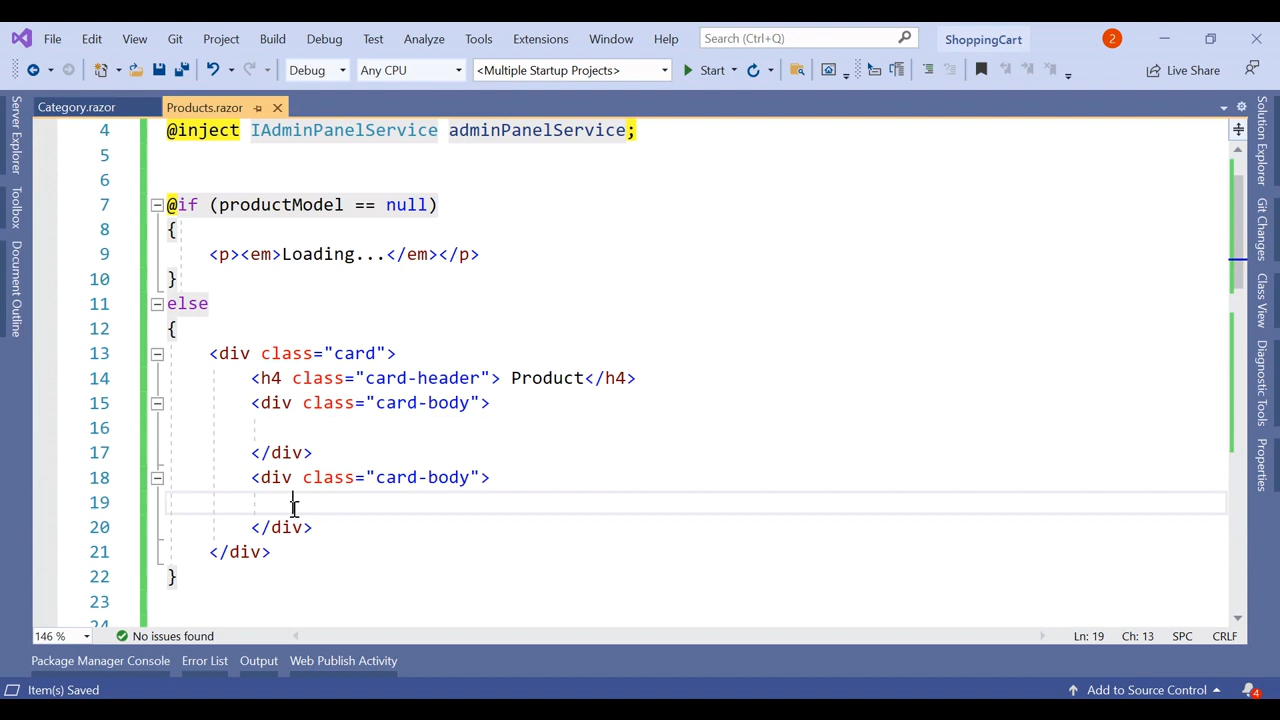 File Edit View Git Project Build Debug Test Analyze Tools Extensions Window Help Search (Ctrl+Q) ShoppingCart 2
Debug Any CPU <Multiple Startup Projects> Start Live Share
Category.razor Products.razor
4 @inject IAdminPanelService adminPanelService;
5
6
7 @if (productModel == null)
8 {
9 <p><em>Loading...</em></p>
10 }
11 else
12 {
13 <div class="card">
14 <h4 class="card-header"> Product</h4>
15 <div class="card-body">
16
17 </div>
18 <div class="card-body">
19
20 </div>
21 </div>
22 }
23
24
Server Explorer
Toolbox
Document Outline
Solution Explorer
Git Changes
Class View
Diagnostic Tools
Properties
146 % No issues found Ln: 19 Ch: 13 SPC CRLF
Package Manager Console Error List Output Web Publish Activity
Item(s) Saved Add to Source Control 4